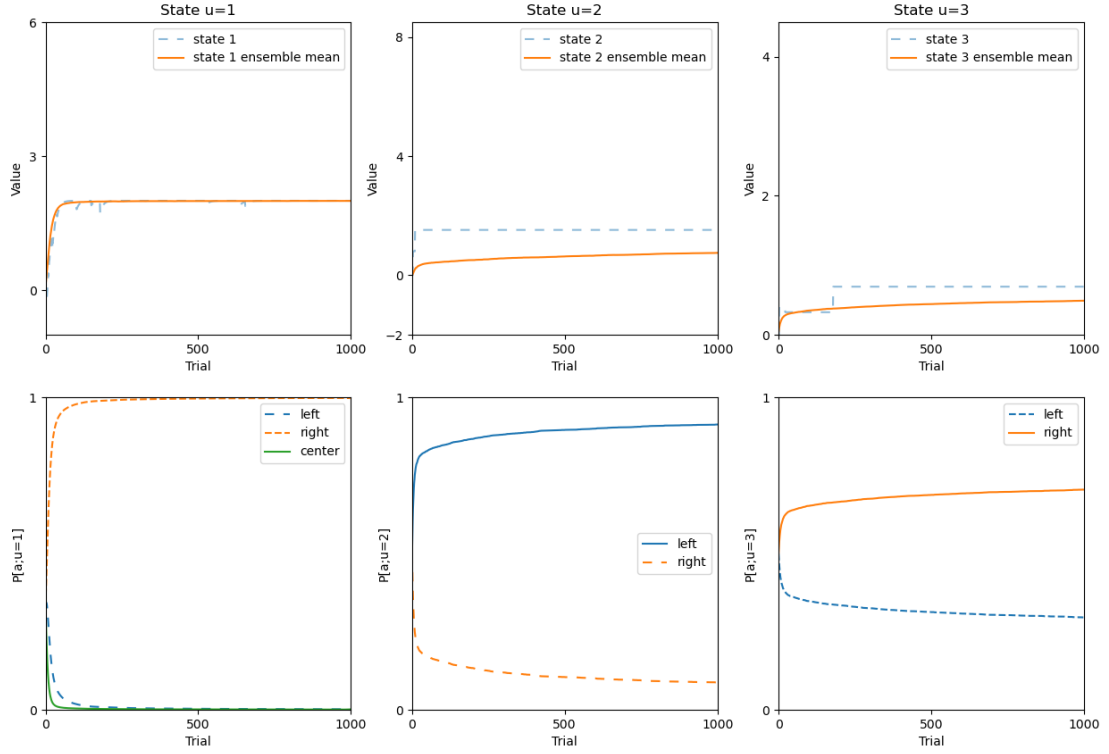 State u=1
6
3
0
Value
state 1
state 1 ensemble mean
0
500
1000
Trial
State u=2
8
4
0
−2
Value
state 2
state 2 ensemble mean
0
500
1000
Trial
State u=3
4
2
0
Value
state 3
state 3 ensemble mean
0
500
1000
Trial
1
0
P[a;u=1]
left
right
center
0
500
1000
Trial
1
0
P[a;u=2]
left
right
0
500
1000
Trial
1
0
P[a;u=3]
left
right
0
500
1000
Trial